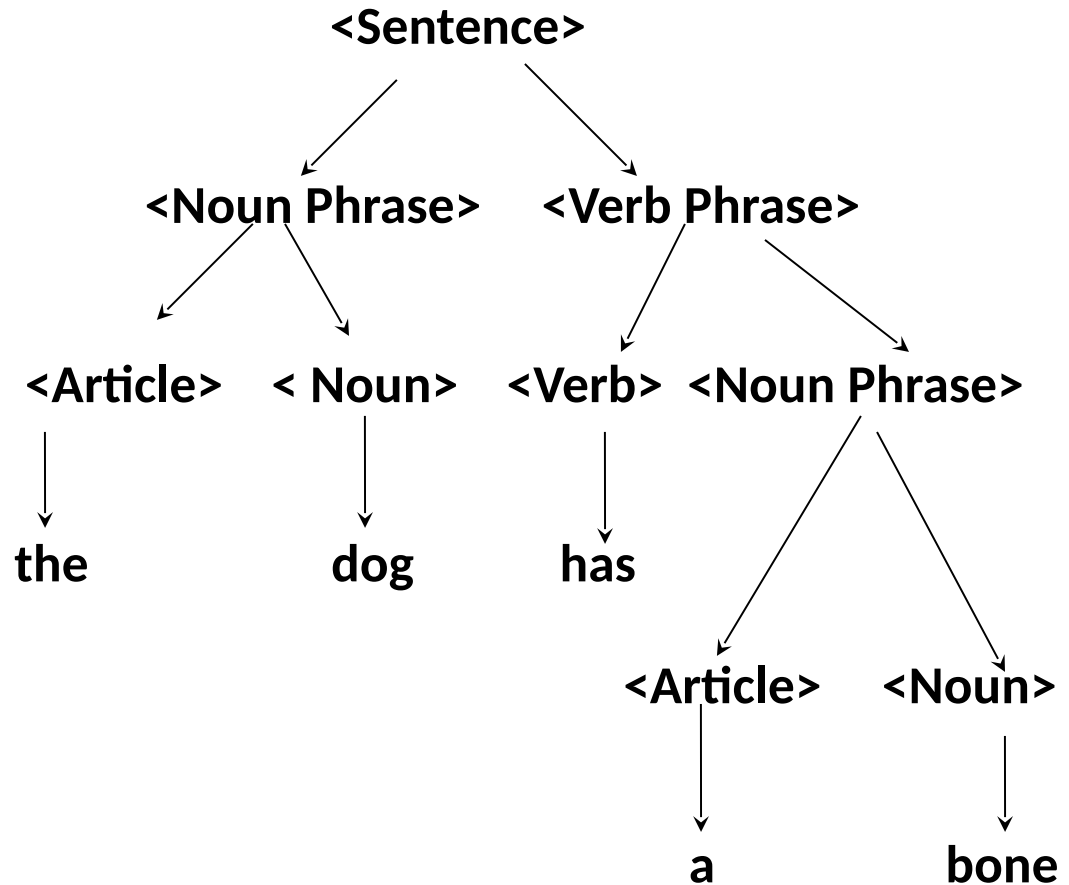 <Sentence>
<Noun Phrase> <Verb Phrase>
<Article> < Noun> <Verb> <Noun Phrase>
the dog has
<Article> <Noun>
a bone